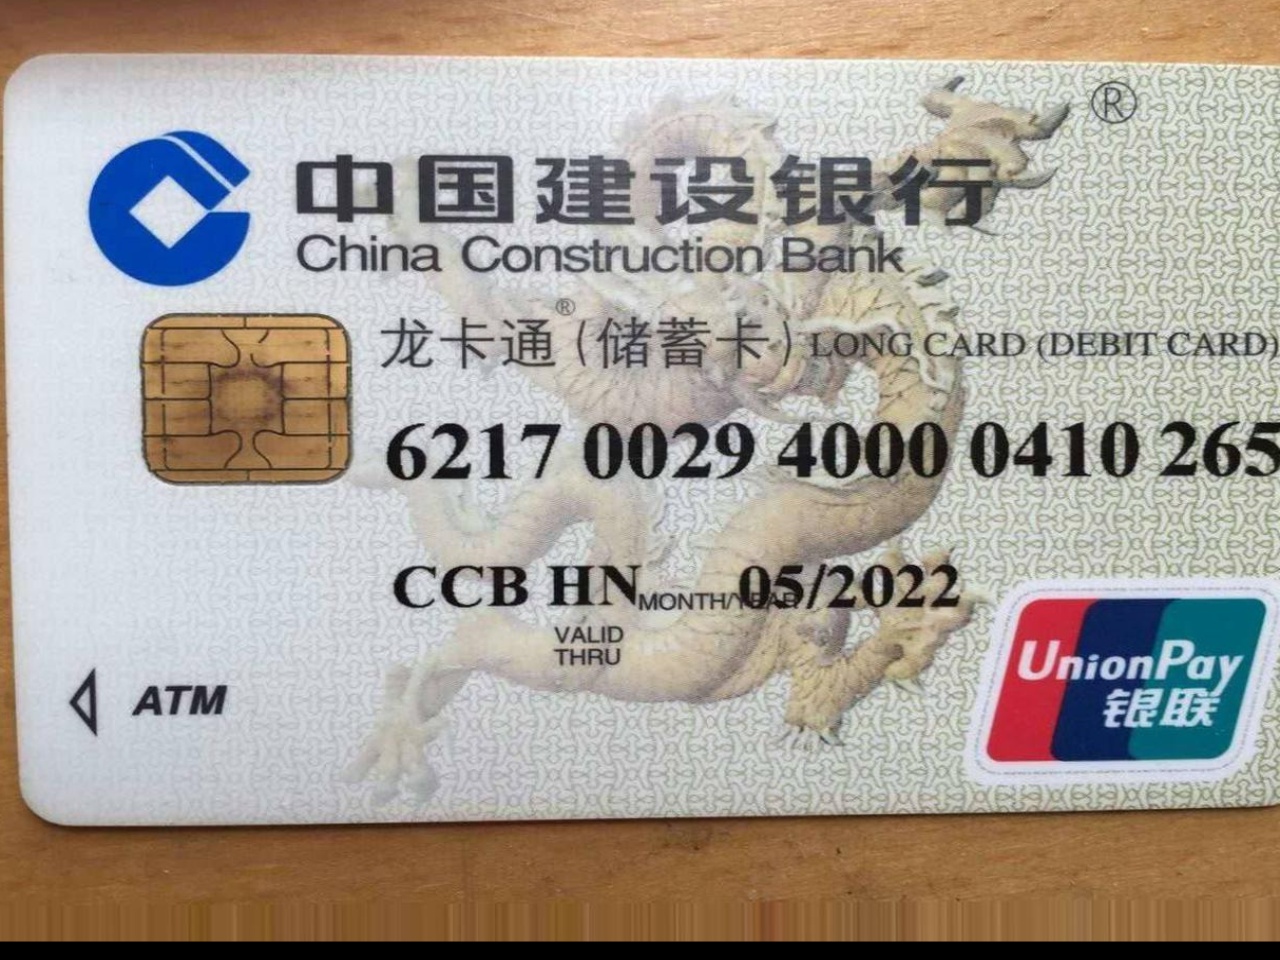 ®
中国建设银行
China Construction Bank
龙卡通®(储蓄卡) LONG CARD (DEBIT CARD)
6217 0029 4000 0410 265
CCB HN MONTH/YEAR 05/2022
VALID
THRU
ATM
UnionPay
银联